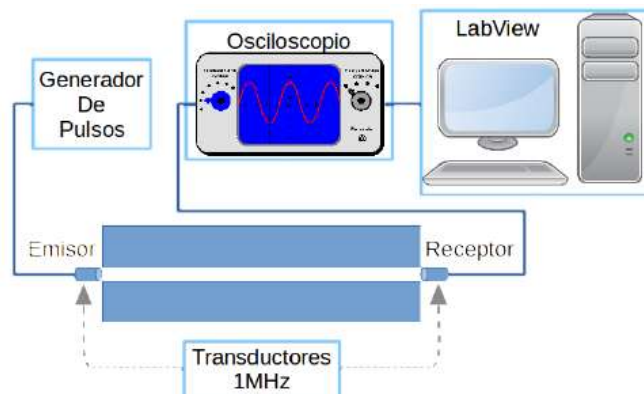 Generador
De
Pulsos
Osciloscopio
LabView
Emisor
Receptor
Transductores
1MHz